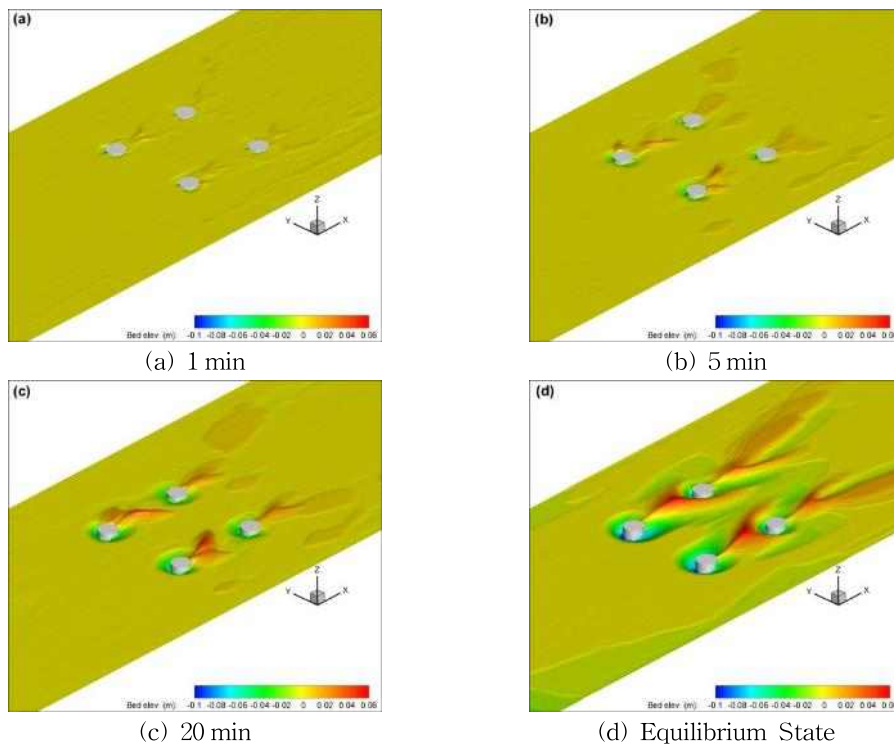 (a)
(b)
Z
Y
X
Z
Y
X
Bed elev. (m):
-0.1 -0.08 -0.06 -0.04 -0.02 0 0.02 0.04 0.06
Bed elev. (m):
-0.1 -0.08 -0.06 -0.04 -0.02 0 0.02 0.04 0.06
(a) 1 min
(b) 5 min
(c)
(d)
Z
Y
X
Z
Y
X
Bed elev. (m):
-0.1 -0.08 -0.06 -0.04 -0.02 0 0.02 0.04 0.06
Bed elev. (m):
-0.1 -0.08 -0.06 -0.04 -0.02 0 0.02 0.04 0.06
(c) 20 min
(d) Equilibrium State